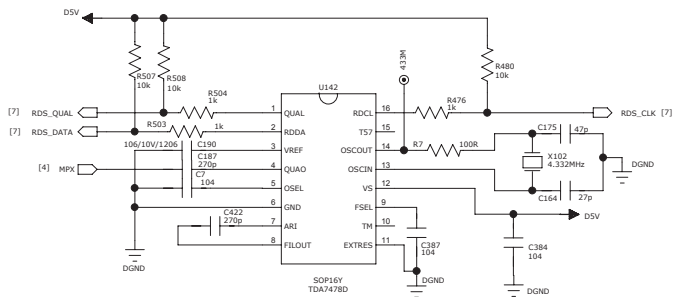 D5V
R507
10k
R508
10k
R504
1k
[7] RDS_QUAL
[7] RDS_DATA
R503
1k
106/10V/1206
C190
C187
270p
[4] MPX
C7
104
C422
270p
DGND
U142
1 QUAL
2 RDDA
3 VREF
4 QUAO
5 OSEL
6 GND
7 ARI
8 FILOUT
RDCL 16
T57 15
OSCOUT 14
OSCIN 13
VS 12
FSEL 9
TM 10
EXTRES 11
SOP16Y
TDA7478D
433M
R480
10k
R476
1k
RDS_CLK [7]
R7
100R
C175
47p
X102
4.332MHz
DGND
C164
27p
D5V
C387
104
DGND
C384
104
DGND